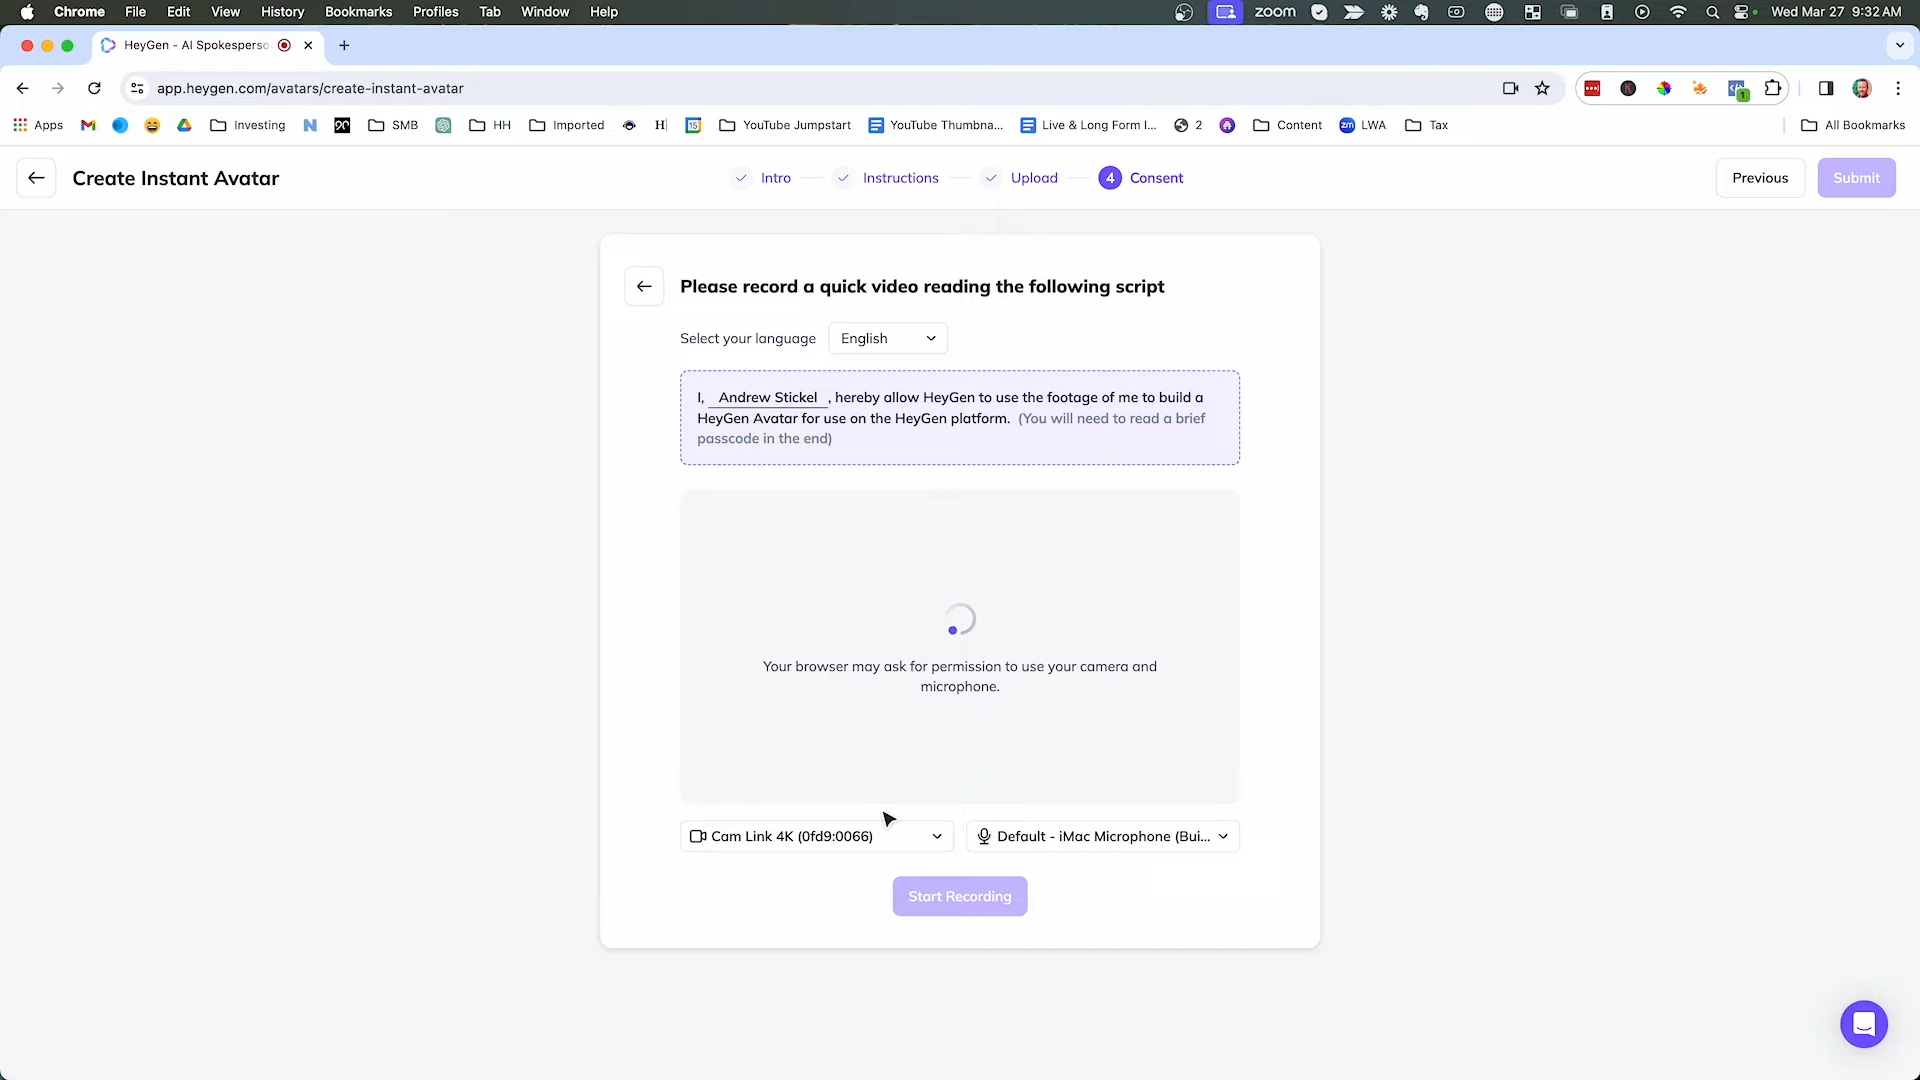 Chrome File Edit View History Bookmarks Profiles Tab Window Help zoom Wed Mar 27 9:32 AM
HeyGen - AI Spokesperso
app.heygen.com/avatars/create-instant-avatar
Apps Investing SMB HH Imported H 15 YouTube Jumpstart YouTube Thumbna... Live & Long Form I... 2 Content zm LWA Tax All Bookmarks
Create Instant Avatar Intro Instructions Upload 4 Consent Previous Submit
Please record a quick video reading the following script
Select your language English
I, Andrew Stickel , hereby allow HeyGen to use the footage of me to build a
HeyGen Avatar for use on the HeyGen platform. (You will need to read a brief
passcode in the end)
Your browser may ask for permission to use your camera and
microphone.
Cam Link 4K (0fd9:0066) Default - iMac Microphone (Bui...
Start Recording